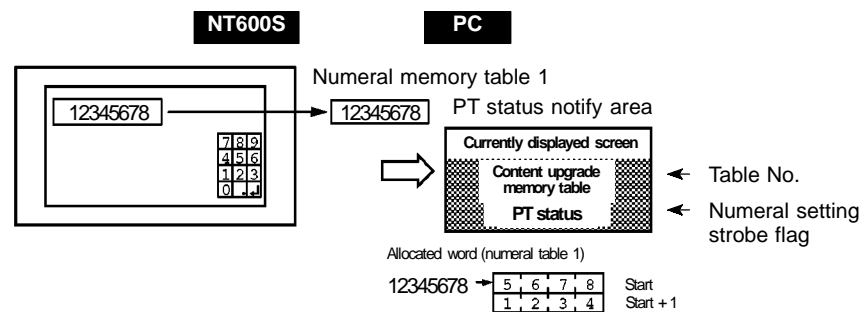 NT600S PC
Numeral memory table 1
12345678 12345678
PT status notify area
7 8 9
4 5 6
1 2 3
0 . ↵
Currently displayed screen
Content upgrade
memory table
PT status
Table No.
Numeral setting
strobe flag
Allocated word (numeral table 1)
12345678 5 6 7 8 Start
1 2 3 4 Start + 1